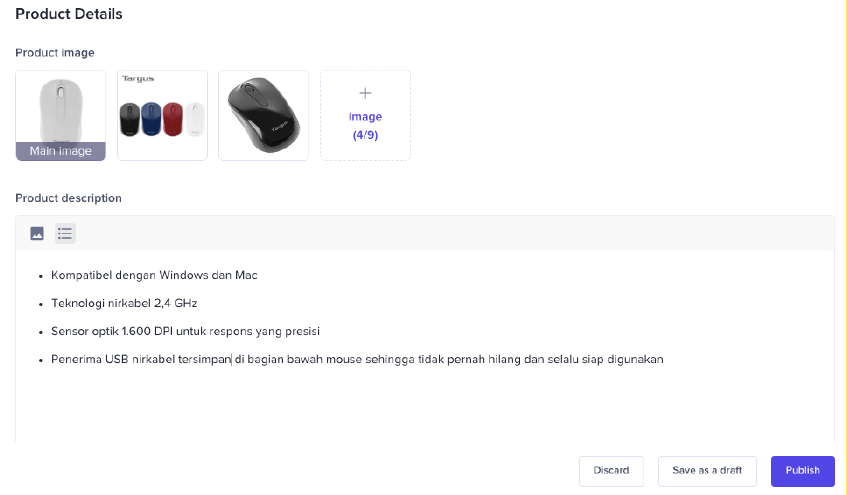 Product Details
Product image
Main image
Targus
Targus
Image
(4/9)
Product description
Kompatibel dengan Windows dan Mac
Teknologi nirkabel 2,4 GHz
Sensor optik 1.600 DPI untuk respons yang presisi
Penerima USB nirkabel tersimpan di bagian bawah mouse sehingga tidak pernah hilang dan selalu siap digunakan
Discard
Save as a draft
Publish